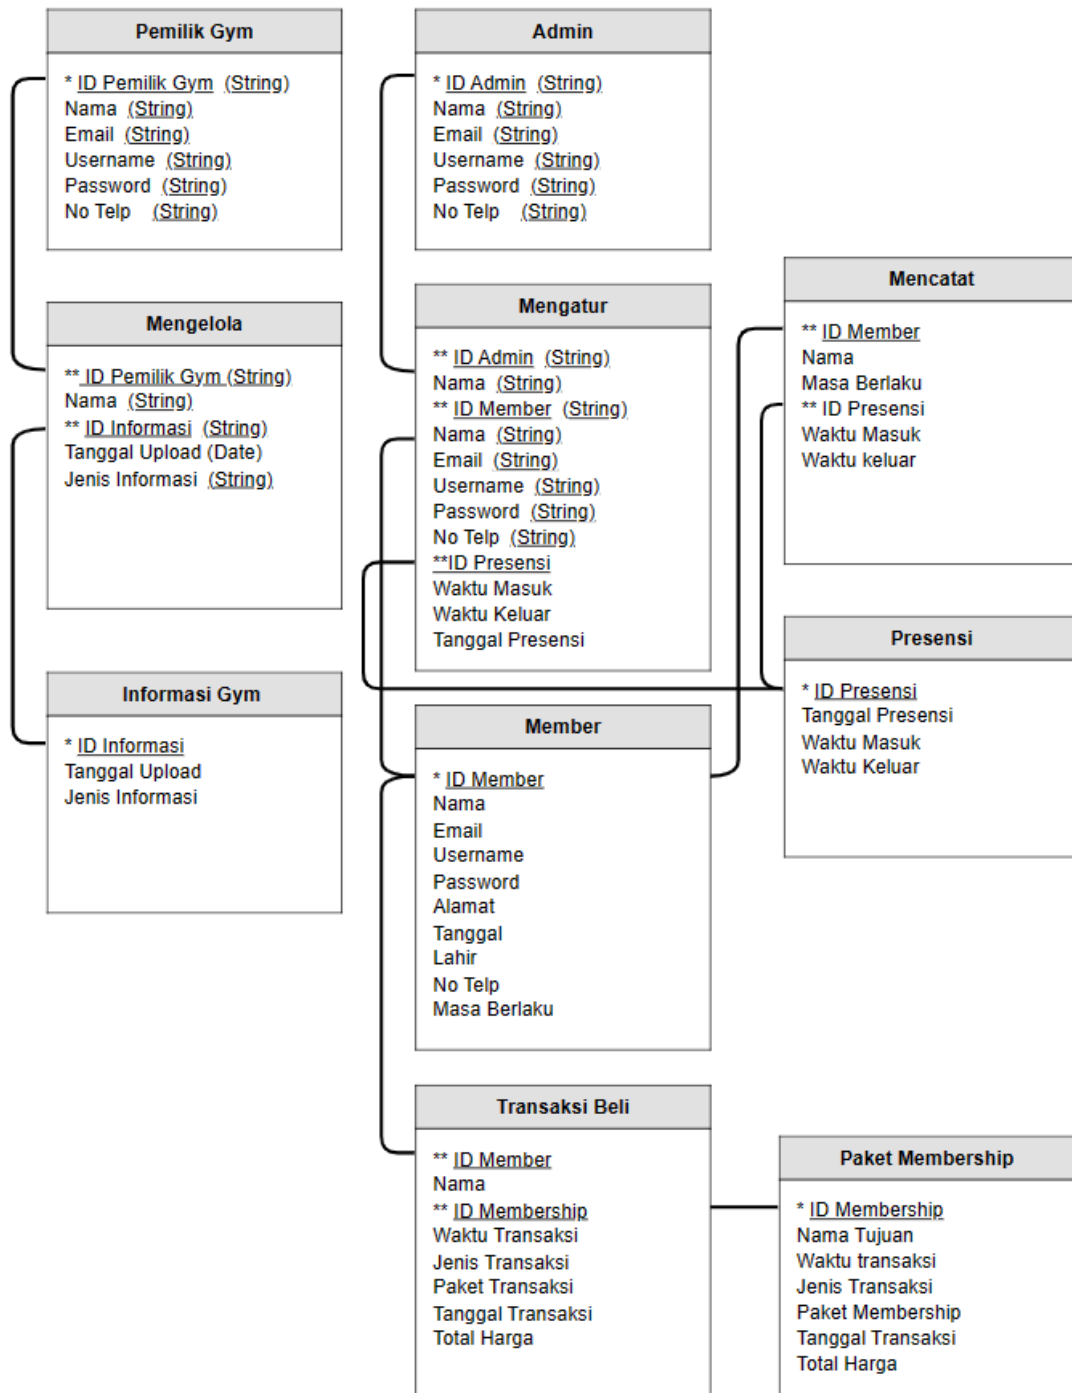 Pemilik Gym
* ID Pemilik Gym (String)
Nama (String)
Email (String)
Username (String)
Password (String)
No Telp (String)
Admin
* ID Admin (String)
Nama (String)
Email (String)
Username (String)
Password (String)
No Telp (String)
Mengelola
** ID Pemilik Gym (String)
Nama (String)
** ID Informasi (String)
Tanggal Upload (Date)
Jenis Informasi (String)
Mengatur
** ID Admin (String)
Nama (String)
** ID Member (String)
Nama (String)
Email (String)
Username (String)
Password (String)
No Telp (String)
**ID Presensi
Waktu Masuk
Waktu Keluar
Tanggal Presensi
Mencatat
** ID Member
Nama
Masa Berlaku
** ID Presensi
Waktu Masuk
Waktu keluar
Presensi
* ID Presensi
Tanggal Presensi
Waktu Masuk
Waktu Keluar
Informasi Gym
* ID Informasi
Tanggal Upload
Jenis Informasi
Member
* ID Member
Nama
Email
Username
Password
Alamat
Tanggal
Lahir
No Telp
Masa Berlaku
Transaksi Beli
** ID Member
Nama
** ID Membership
Waktu Transaksi
Jenis Transaksi
Paket Transaksi
Tanggal Transaksi
Total Harga
Paket Membership
* ID Membership
Nama Tujuan
Waktu transaksi
Jenis Transaksi
Paket Membership
Tanggal Transaksi
Total Harga